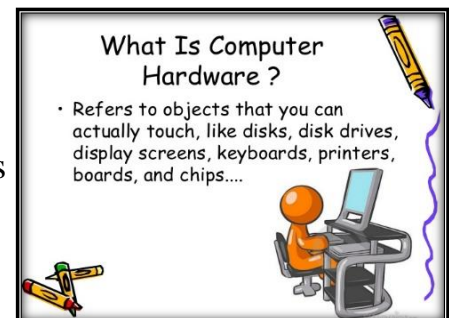 What Is Computer
Hardware ?
• Refers to objects that you can
actually touch, like disks, disk drives,
display screens, keyboards, printers,
boards, and chips....
s